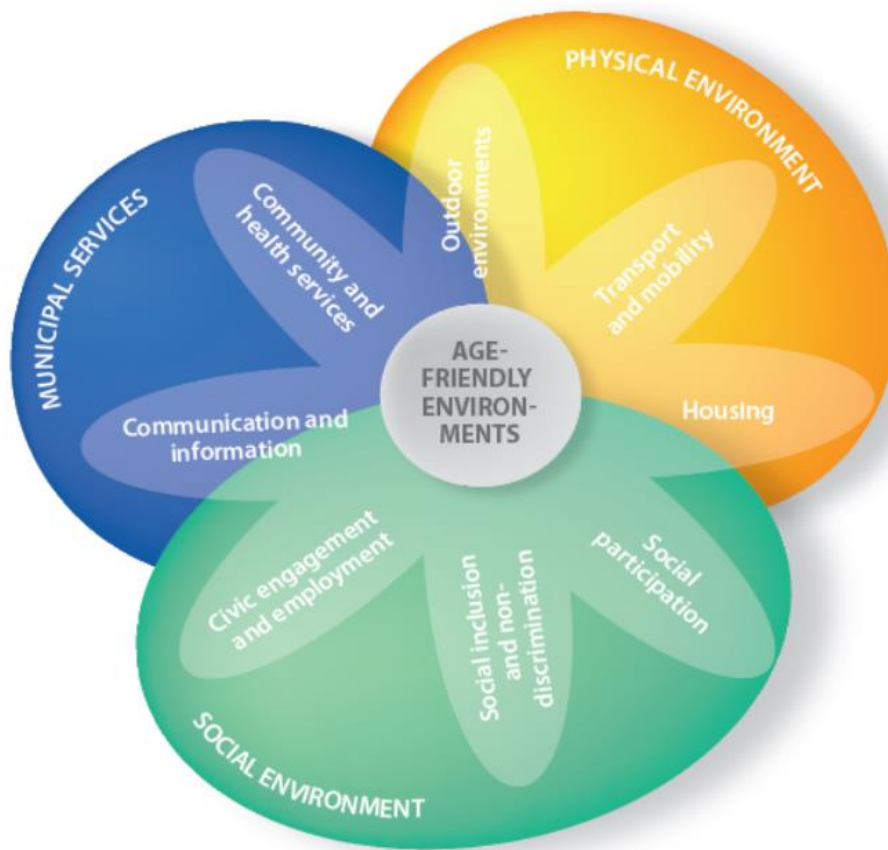 PHYSICAL ENVIRONMENT
Outdoor
environments
Transport
and mobility
Housing
MUNICIPAL SERVICES
Community and
health services
Communication and
information
AGE-
FRIENDLY
ENVIRON-
MENTS
Civic engagement
and employment
Social inclusion
and non-
discrimination
Social
participation
SOCIAL ENVIRONMENT